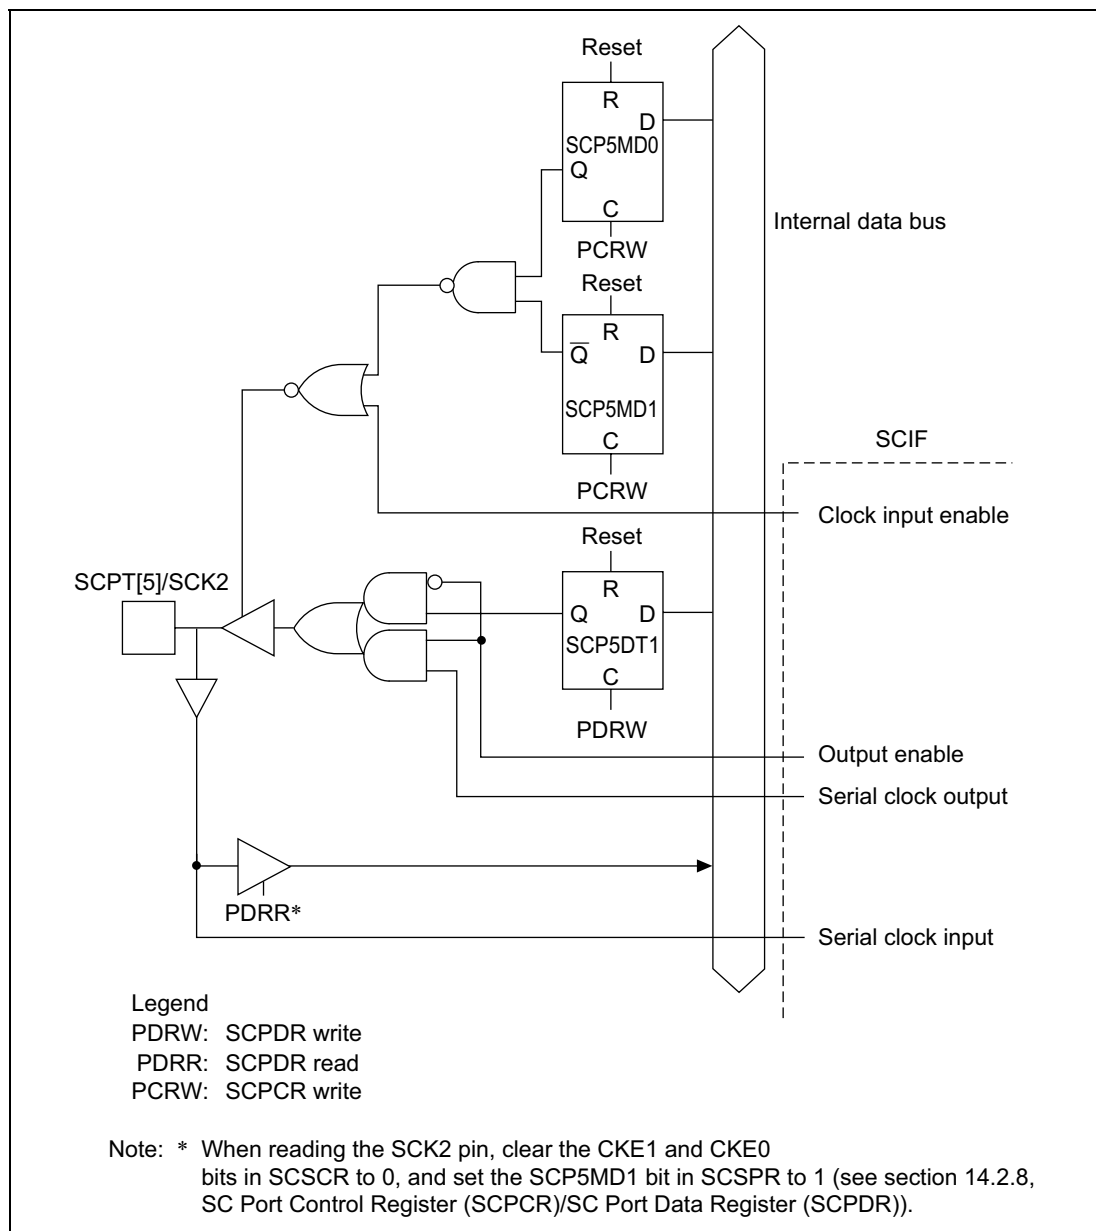 Reset
R
D
SCP5MD0
Q
C
PCRW
Internal data bus
Reset
R
Q̅ D
SCP5MD1
C
PCRW
SCIF
Clock input enable
Reset
SCPT[5]/SCK2
R
Q D
SCP5DT1
C
PDRW
Output enable
Serial clock output
PDRR*
Serial clock input
Legend
PDRW: SCPDR write
PDRR: SCPDR read
PCRW: SCPCR write
Note: * When reading the SCK2 pin, clear the CKE1 and CKE0
bits in SCSCR to 0, and set the SCP5MD1 bit in SCSPR to 1 (see section 14.2.8,
SC Port Control Register (SCPCR)/SC Port Data Register (SCPDR)).